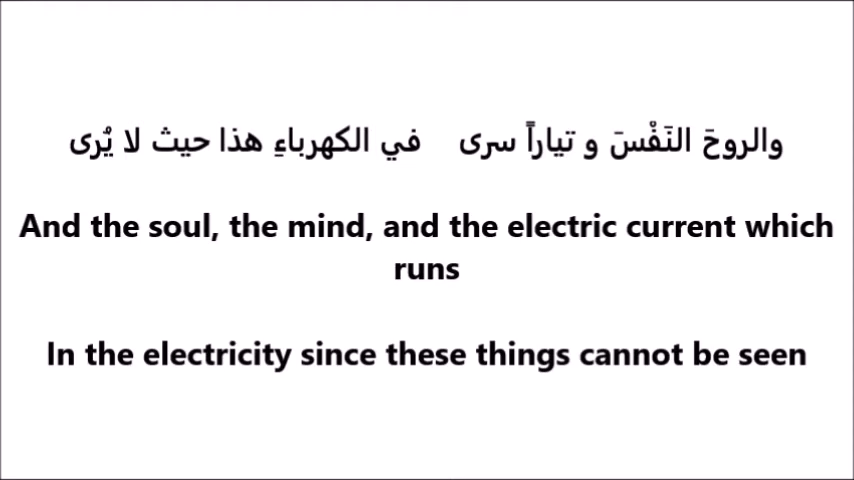 والروحَ النَفْسَ و تياراً سرى    في الكهرباءِ هذا حيث لا يُرى
And the soul, the mind, and the electric current which
runs
In the electricity since these things cannot be seen